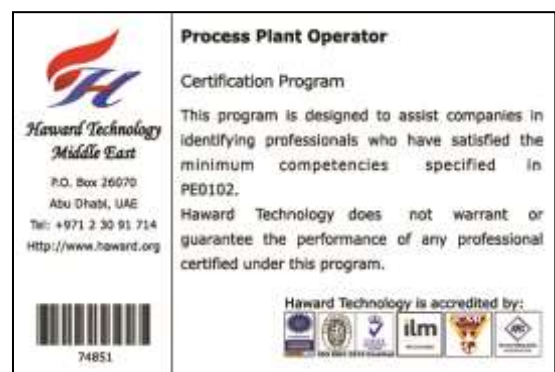 Haward Technology
Middle East
P.O. Box 26070
Abu Dhabi, UAE
Tel: +971 2 30 91 714
Http://www.haward.org
74851
Process Plant Operator
Certification Program
This program is designed to assist companies in
identifying professionals who have satisfied the
minimum competencies specified in
PE0102.
Haward Technology does not warrant or
guarantee the performance of any professional
certified under this program.
Haward Technology is accredited by:
ilm